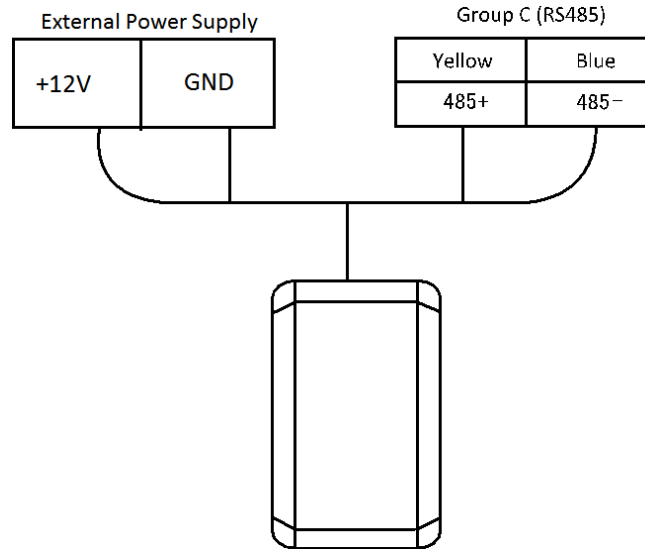 External Power Supply
+12V GND
Group C (RS485)
Yellow Blue
485+ 485-